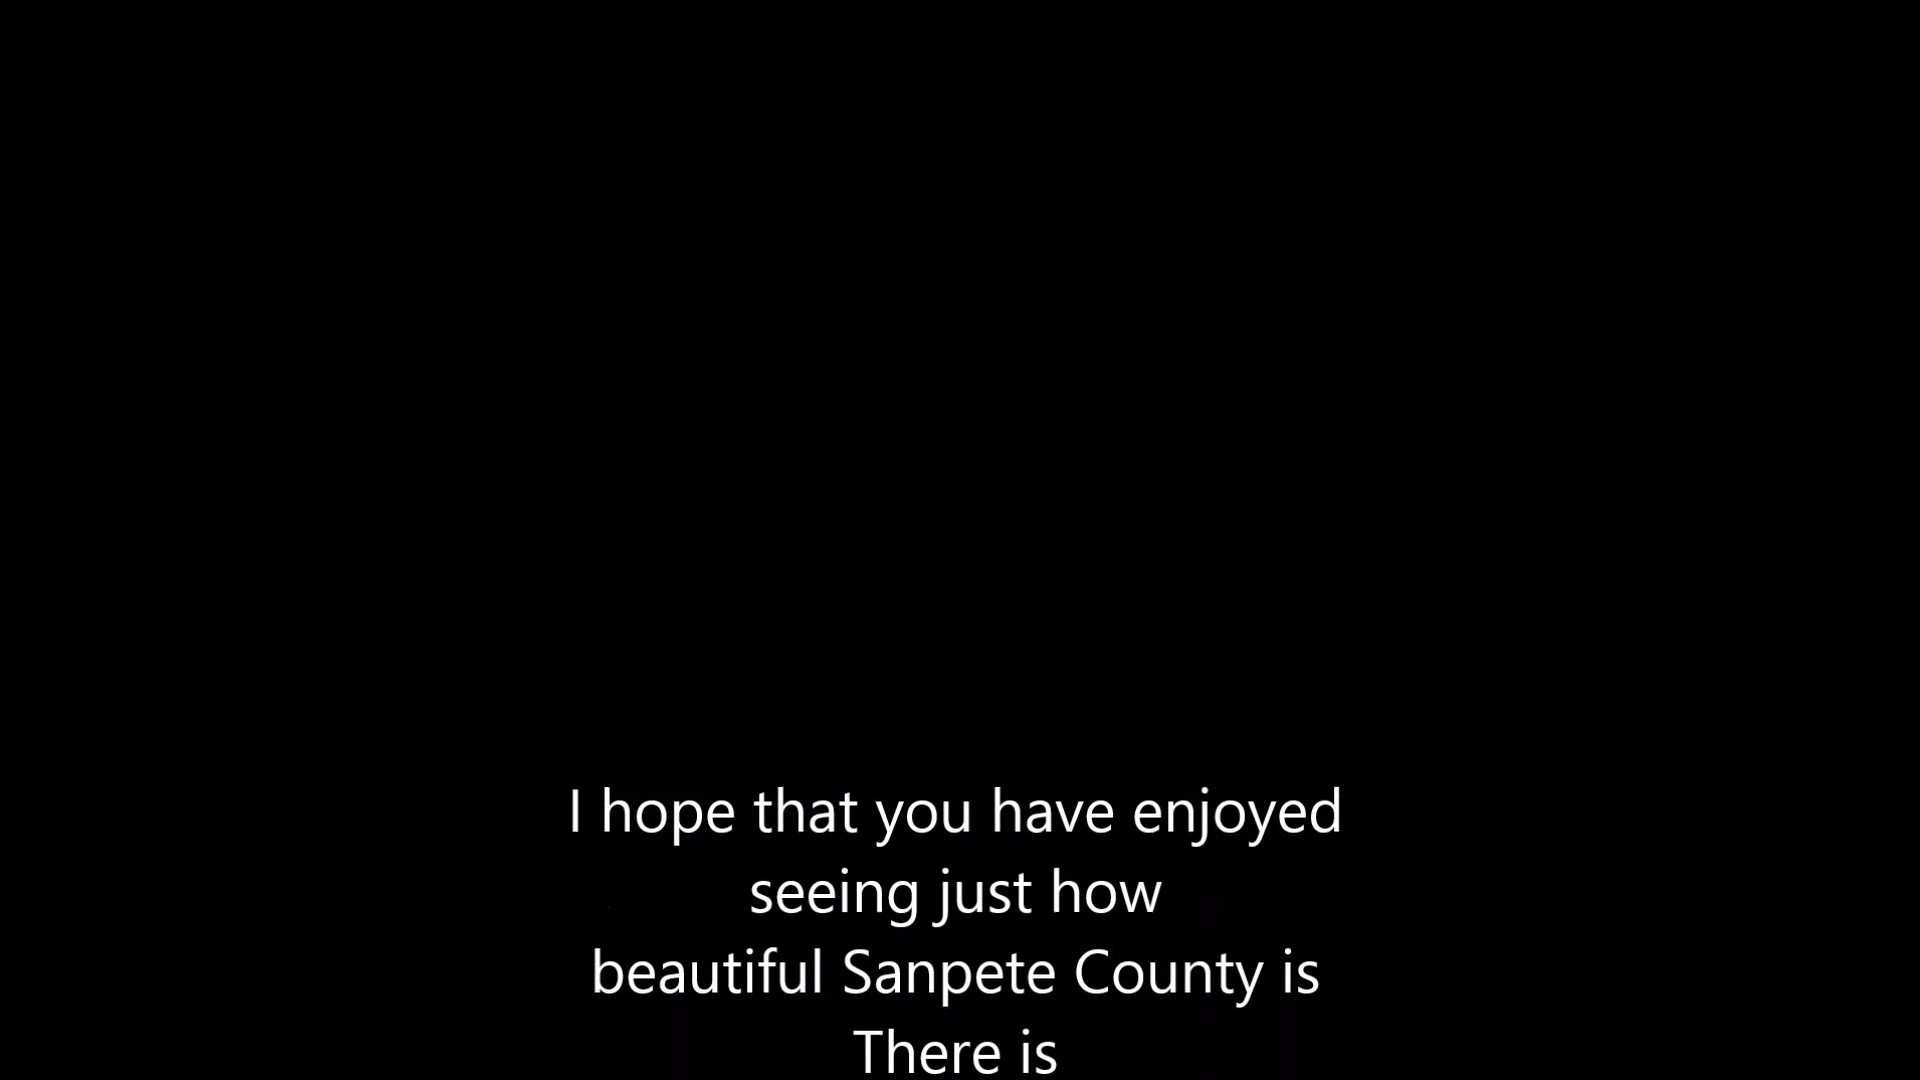 I hope that you have enjoyed
seeing just how
beautiful Sanpete County is
There is